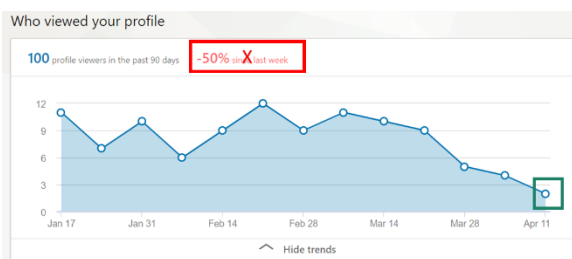 Who viewed your profile
100 profile viewers in the past 90 days -50% since last week
12
9
6
3
0
Jan 17 Jan 31 Feb 14 Feb 28 Mar 14 Mar 28 Apr 11
Hide trends